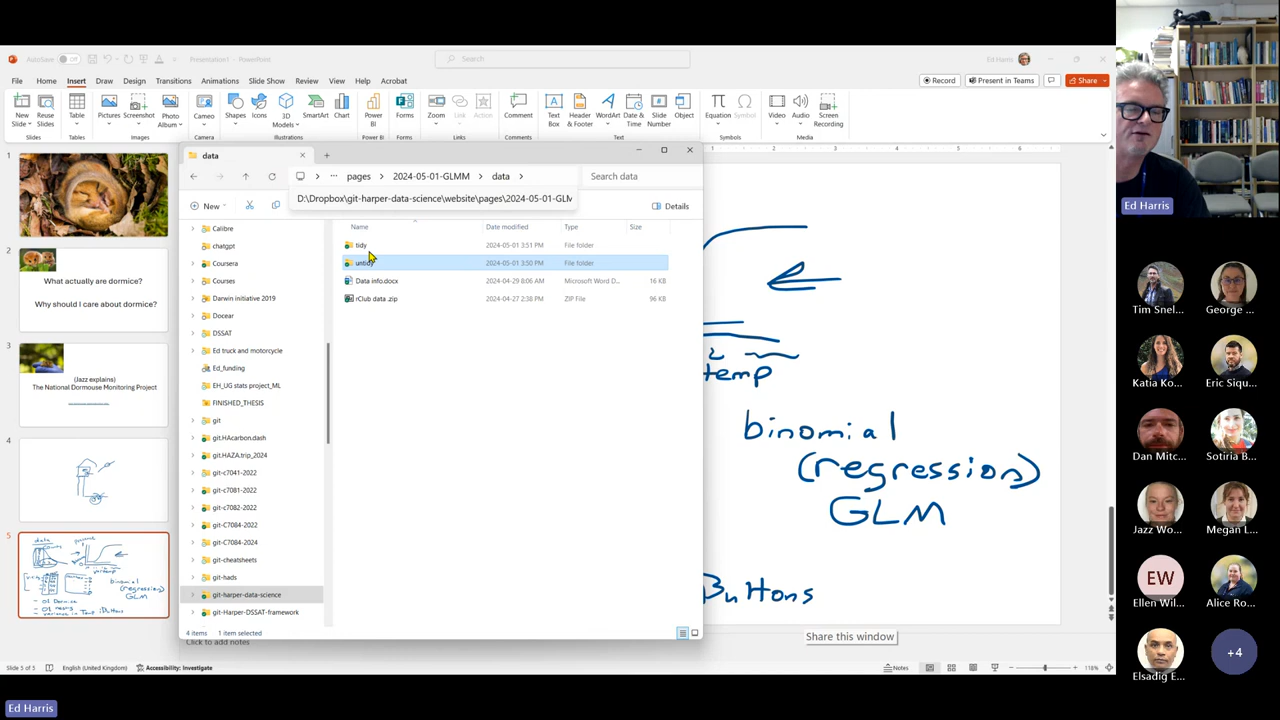 AutoSave
Off
Presentation1 - PowerPoint
Search
Ed Harris
File
Home
Insert
Draw
Design
Transitions
Animations
Slide Show
Review
View
Help
Acrobat
Record
Present in Teams
Share
New
Slide
Reuse
Slides
Table
Pictures
Screenshot
Photo
Album
Cameo
Shapes
Icons
3D
Models
SmartArt
Chart
Power
BI
Forms
Zoom
Link
Action
Comment
Text
Box
Header
& Footer
WordArt
Date &
Time
Slide
Number
Object
Equation
Symbol
Video
Audio
Screen
Recording
Slides
Tables
Images
Camera
Illustrations
Power BI
Forms
Links
Comments
Text
Symbols
Media
1
2
What actually are dormice?
Why should I care about dormice?
3
(Jazz explains)
The National Dormouse Monitoring Project
4
5
data
pages
2024-05-01-GLMM
data
Search data
D:\Dropbox\git-harper-data-science\website\pages\2024-05-01-GLM
New
Details
Name
Date modified
Type
Size
tidy
2024-05-01 3:51 PM
File folder
untidy
2024-05-01 3:50 PM
File folder
Data info.docx
2024-04-29 8:06 AM
Microsoft Word D...
16 KB
rClub data .zip
2024-04-27 2:38 PM
ZIP File
96 KB
Calibre
chatgpt
Coursera
Courses
Darwin initiative 2019
Docear
DSSAT
Ed truck and motorcycle
Ed_funding
EH_UG stats project_ML
FINISHED_THESIS
git
git.HAcarbon.dash
git.HAZA.trip_2024
git-c7041-2022
git-c7081-2022
git-c7082-2022
git-C7084-2022
git-C7084-2024
git-cheatsheets
git-hads
git-harper-data-science
git-Harper-DSSAT-framework
4 items
1 item selected
temp
binomial
(regression)
GLM
Buttons
Share this window
Click to add notes
Slide 5 of 5
English (United Kingdom)
Accessibility: Investigate
Notes
118%
Ed Harris
Tim Snel...
George ...
Katia Ko...
Eric Siqu...
Dan Mitc...
Sotiria B...
Jazz Wo...
Megan L...
EW
Ellen Wil...
Alice Ro...
Elsadig E...
+4
Ed Harris